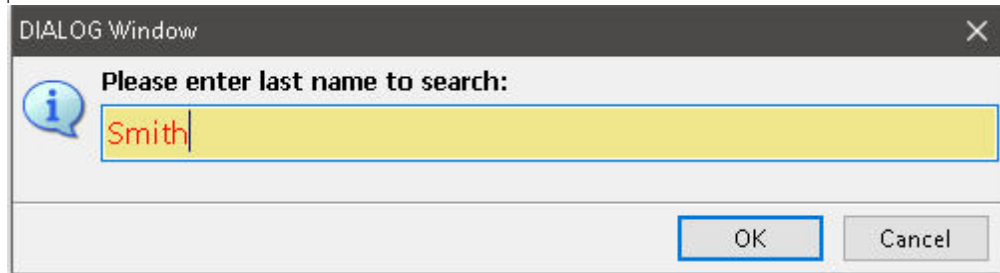 DIALOG Window
Please enter last name to search:
Smith
OK Cancel